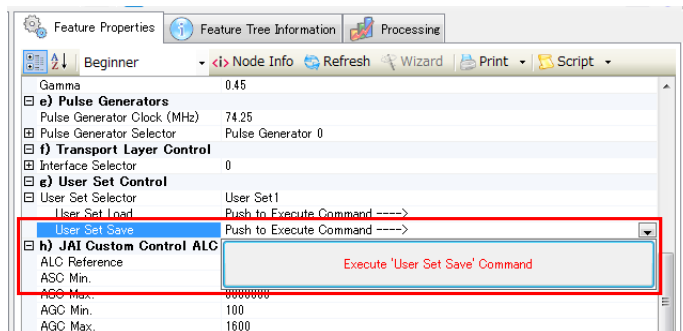 Feature Properties Feature Tree Information Processing
Beginner <i> Node Info Refresh Wizard Print Script
Gamma 0.45
e) Pulse Generators
Pulse Generator Clock (MHz) 74.25
Pulse Generator Selector Pulse Generator 0
f) Transport Layer Control
Interface Selector 0
g) User Set Control
User Set Selector User Set1
User Set Load Push to Execute Command ---->
User Set Save Push to Execute Command ---->
h) JAI Custom Control ALC
ALC Reference
Execute 'User Set Save' Command
ASC Min.
ASC Max.
AGC Min. 100
AGC Max. 1600